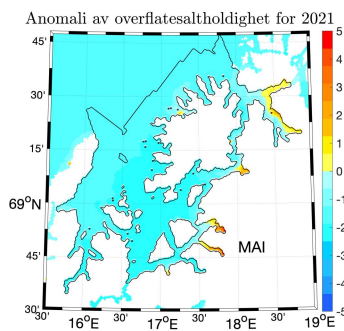 Anomali av overflatesaltholdighet for 2021
45'
30'
15'
69°N
45'
30'
30'
16°E
30'
17°E
30'
18°E
30'
19°E
MAI
5
4
3
2
1
0
-1
-2
-3
-4
-5